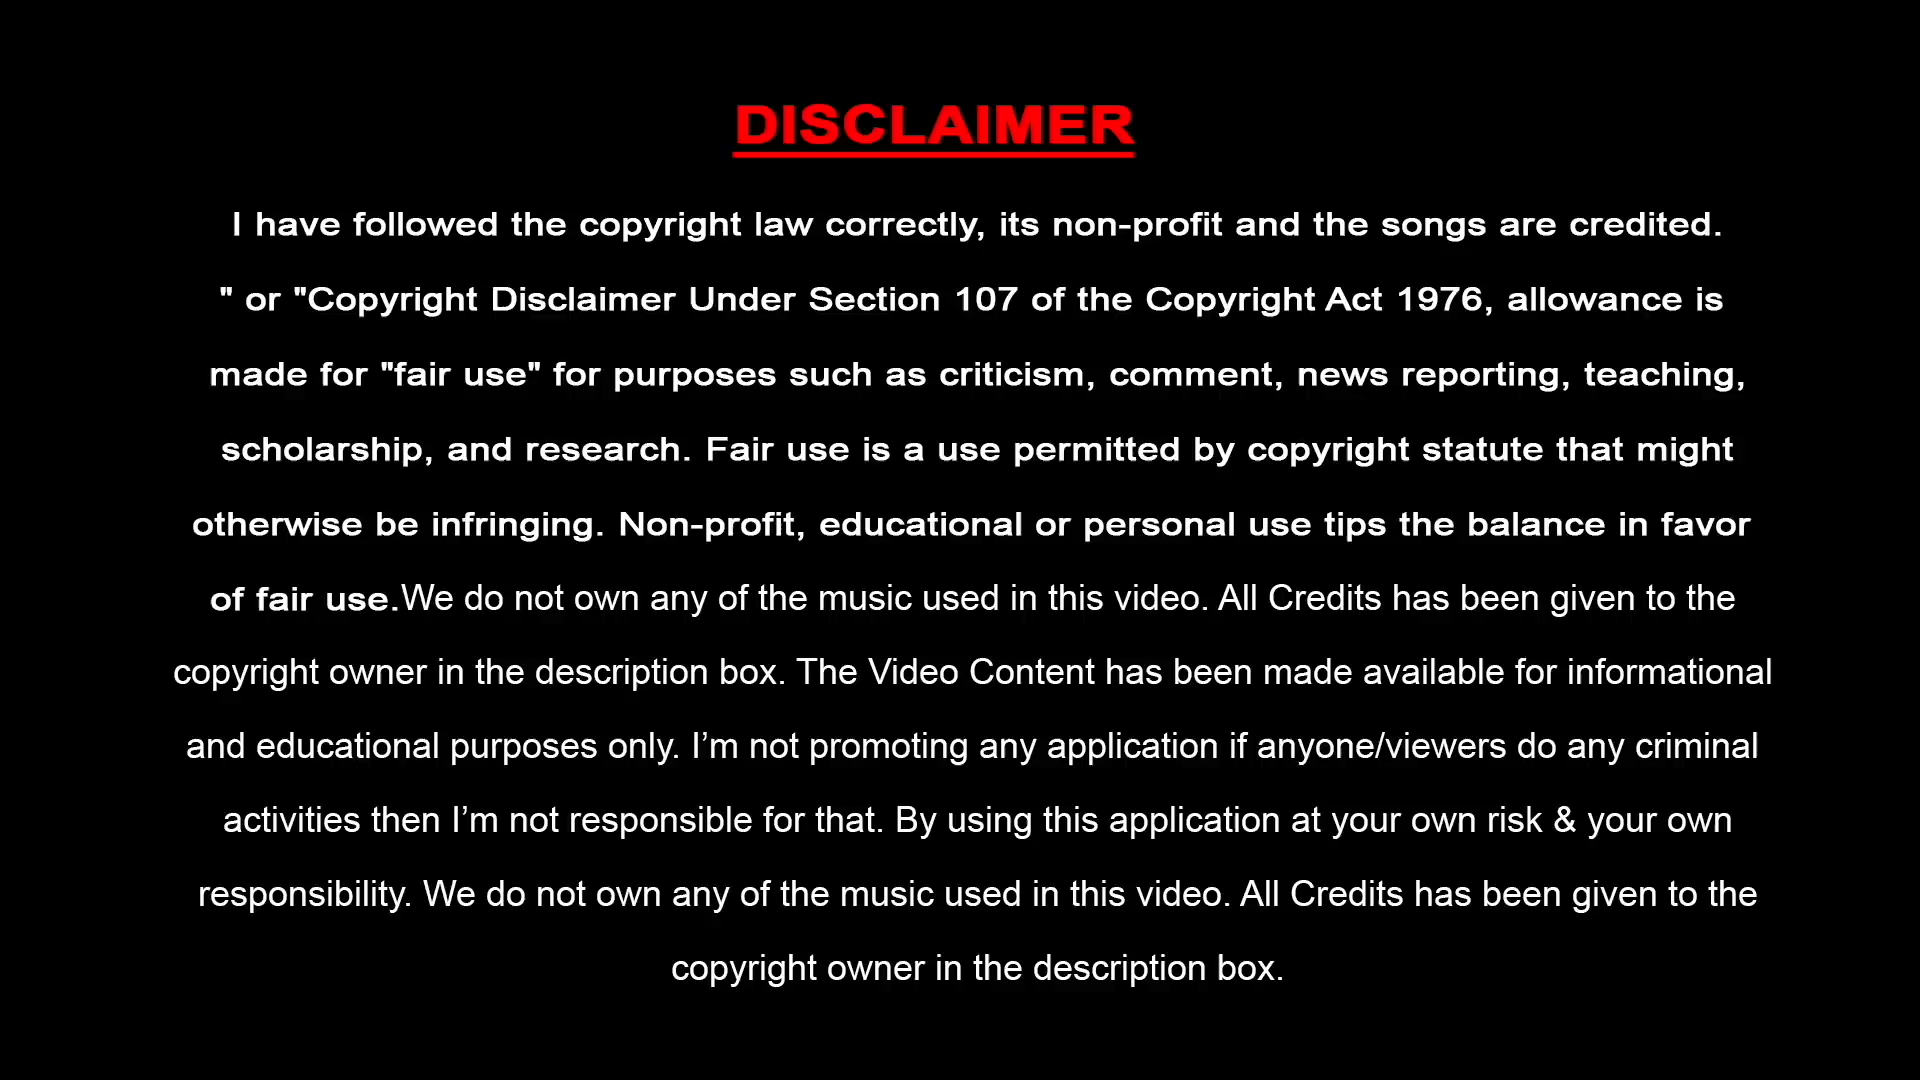 DISCLAIMER
I have followed the copyright law correctly, its non-profit and the songs are credited.
" or "Copyright Disclaimer Under Section 107 of the Copyright Act 1976, allowance is
made for "fair use" for purposes such as criticism, comment, news reporting, teaching,
scholarship, and research. Fair use is a use permitted by copyright statute that might
otherwise be infringing. Non-profit, educational or personal use tips the balance in favor
of fair use.We do not own any of the music used in this video. All Credits has been given to the
copyright owner in the description box. The Video Content has been made available for informational
and educational purposes only. I’m not promoting any application if anyone/viewers do any criminal
activities then I’m not responsible for that. By using this application at your own risk & your own
responsibility. We do not own any of the music used in this video. All Credits has been given to the
copyright owner in the description box.